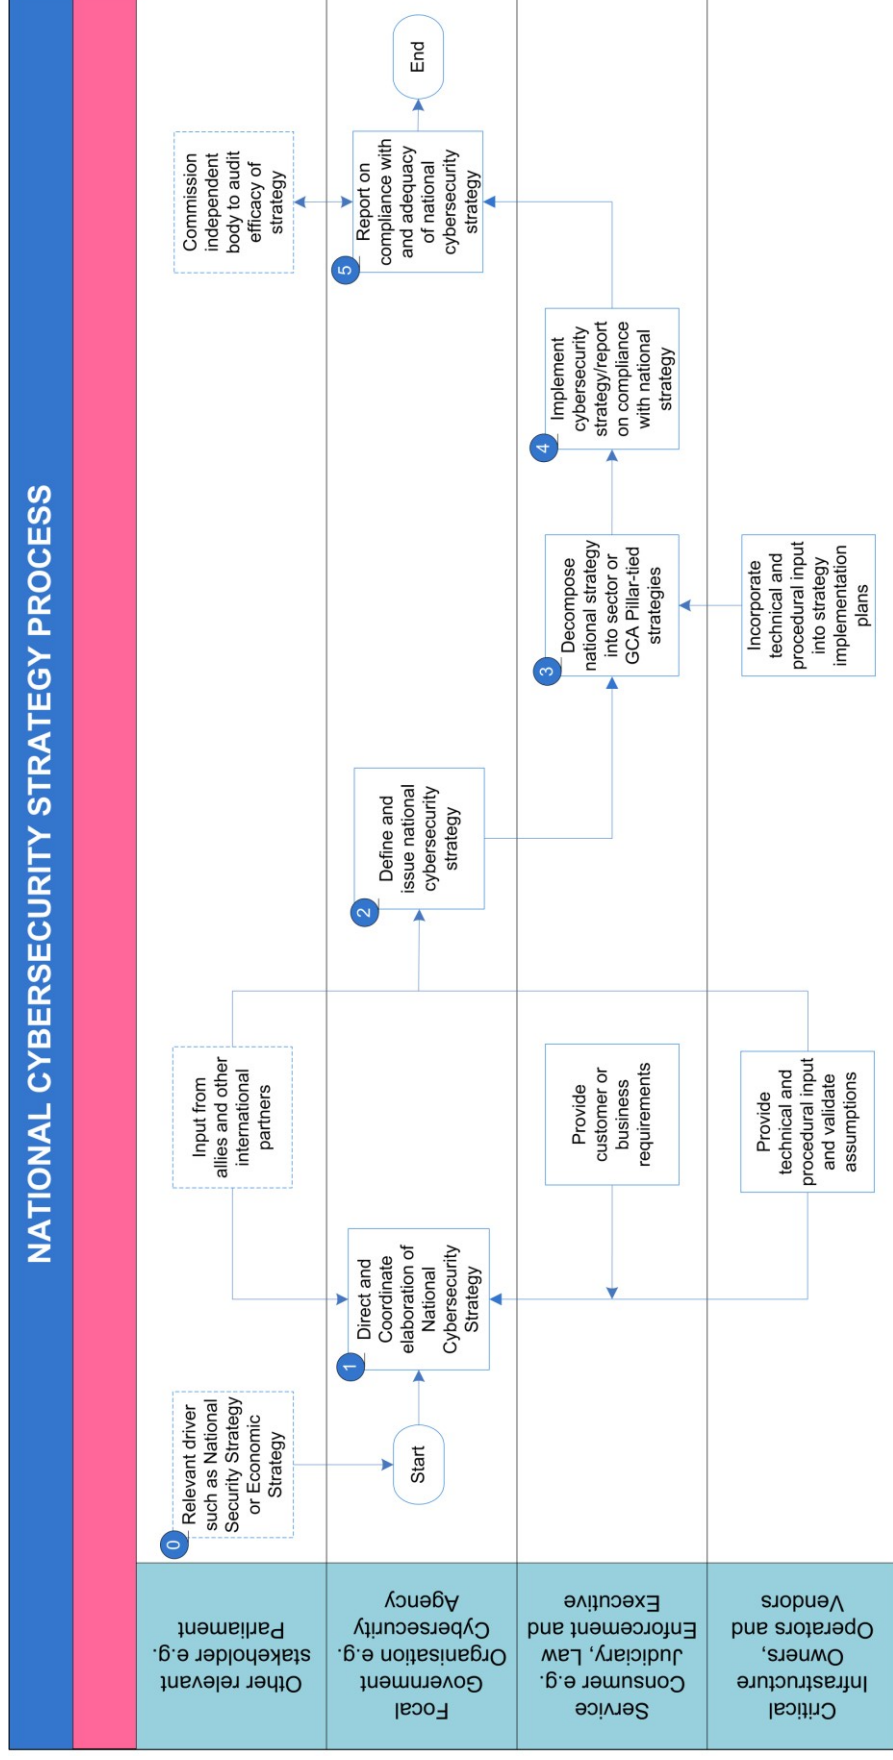 NATIONAL CYBERSECURITY STRATEGY PROCESS
Other relevant
stakeholder e.g.
Parliament
0
Relevant driver
such as National
Security Strategy
or Economic
Strategy
Input from
allies and other
international
partners
Commission
independent
body to audit
efficacy of
strategy
Focal
Government
Organisation e.g.
Cybersecurity
Agency
Start
1
Direct and
Coordinate
elaboration of
National
Cybersecurity
Strategy
2
Define and
issue national
cybersecurity
strategy
5
Report on
compliance with
and adequacy
of national
cybersecurity
strategy
End
Service
Consumer e.g.
Judiciary, Law
Enforcement and
Executive
Provide
customer or
business
requirements
3
Decompose
national strategy
into sector or
GCA Pillar-tied
strategies
4
Implement
cybersecurity
strategy/report
on compliance
with national
strategy
Critical
Infrastructure
Owners,
Operators and
Vendors
Provide
technical and
procedural input
and validate
assumptions
Incorporate
technical and
procedural input
into strategy
implementation
plans